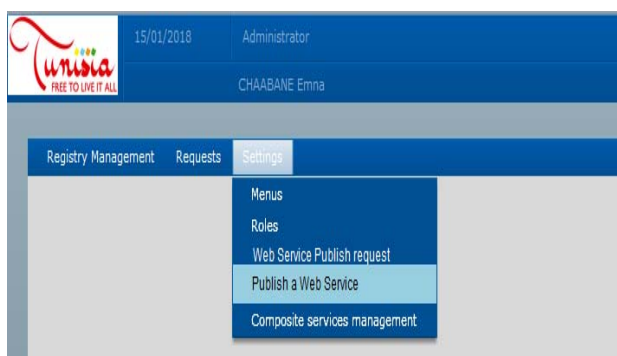 15/01/2018 Administrator
Tunisia
FREE TO LIVE IT ALL
CHAABANE Emna
Registry Management Requests Settings
Menus
Roles
Web Service Publish request
Publish a Web Service
Composite services management